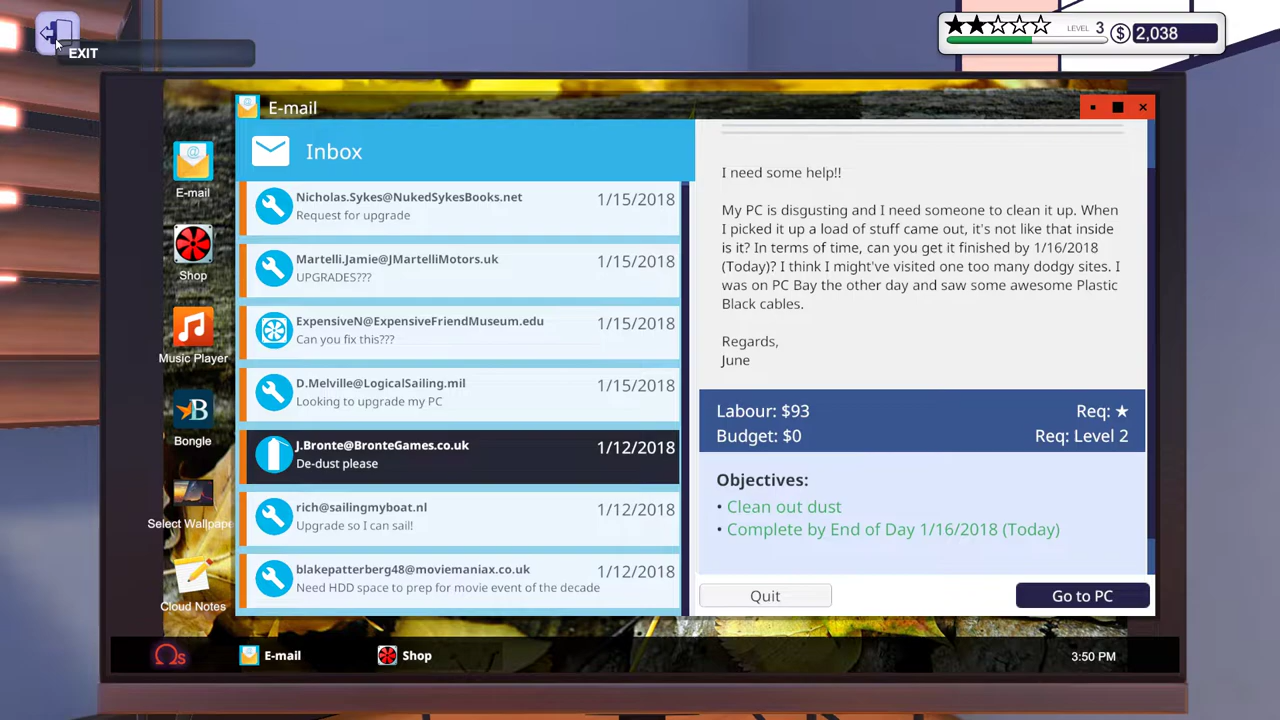 EXIT
LEVEL 3
$ 2,038
E-mail
Inbox
Nicholas.Sykes@NukedSykesBooks.net 1/15/2018
Request for upgrade
Martelli.Jamie@JMartelliMotors.uk 1/15/2018
UPGRADES???
ExpensiveN@ExpensiveFriendMuseum.edu 1/15/2018
Can you fix this???
D.Melville@LogicalSailing.mil 1/15/2018
Looking to upgrade my PC
J.Bronte@BronteGames.co.uk 1/12/2018
De-dust please
rich@sailingmyboat.nl 1/12/2018
Upgrade so I can sail!
blakepatterberg48@moviemaniax.co.uk 1/12/2018
Need HDD space to prep for movie event of the decade
I need some help!!
My PC is disgusting and I need someone to clean it up. When
I picked it up a load of stuff came out, it's not like that inside
is it? In terms of time, can you get it finished by 1/16/2018
(Today)? I think I might've visited one too many dodgy sites. I
was on PC Bay the other day and saw some awesome Plastic
Black cables.
Regards,
June
Labour: $93 Req: ★
Budget: $0 Req: Level 2
Objectives:
• Clean out dust
• Complete by End of Day 1/16/2018 (Today)
Quit
Go to PC
E-mail
Shop
Music Player
Bongle
Select Wallpape
Cloud Notes
Ωs
E-mail
Shop
3:50 PM